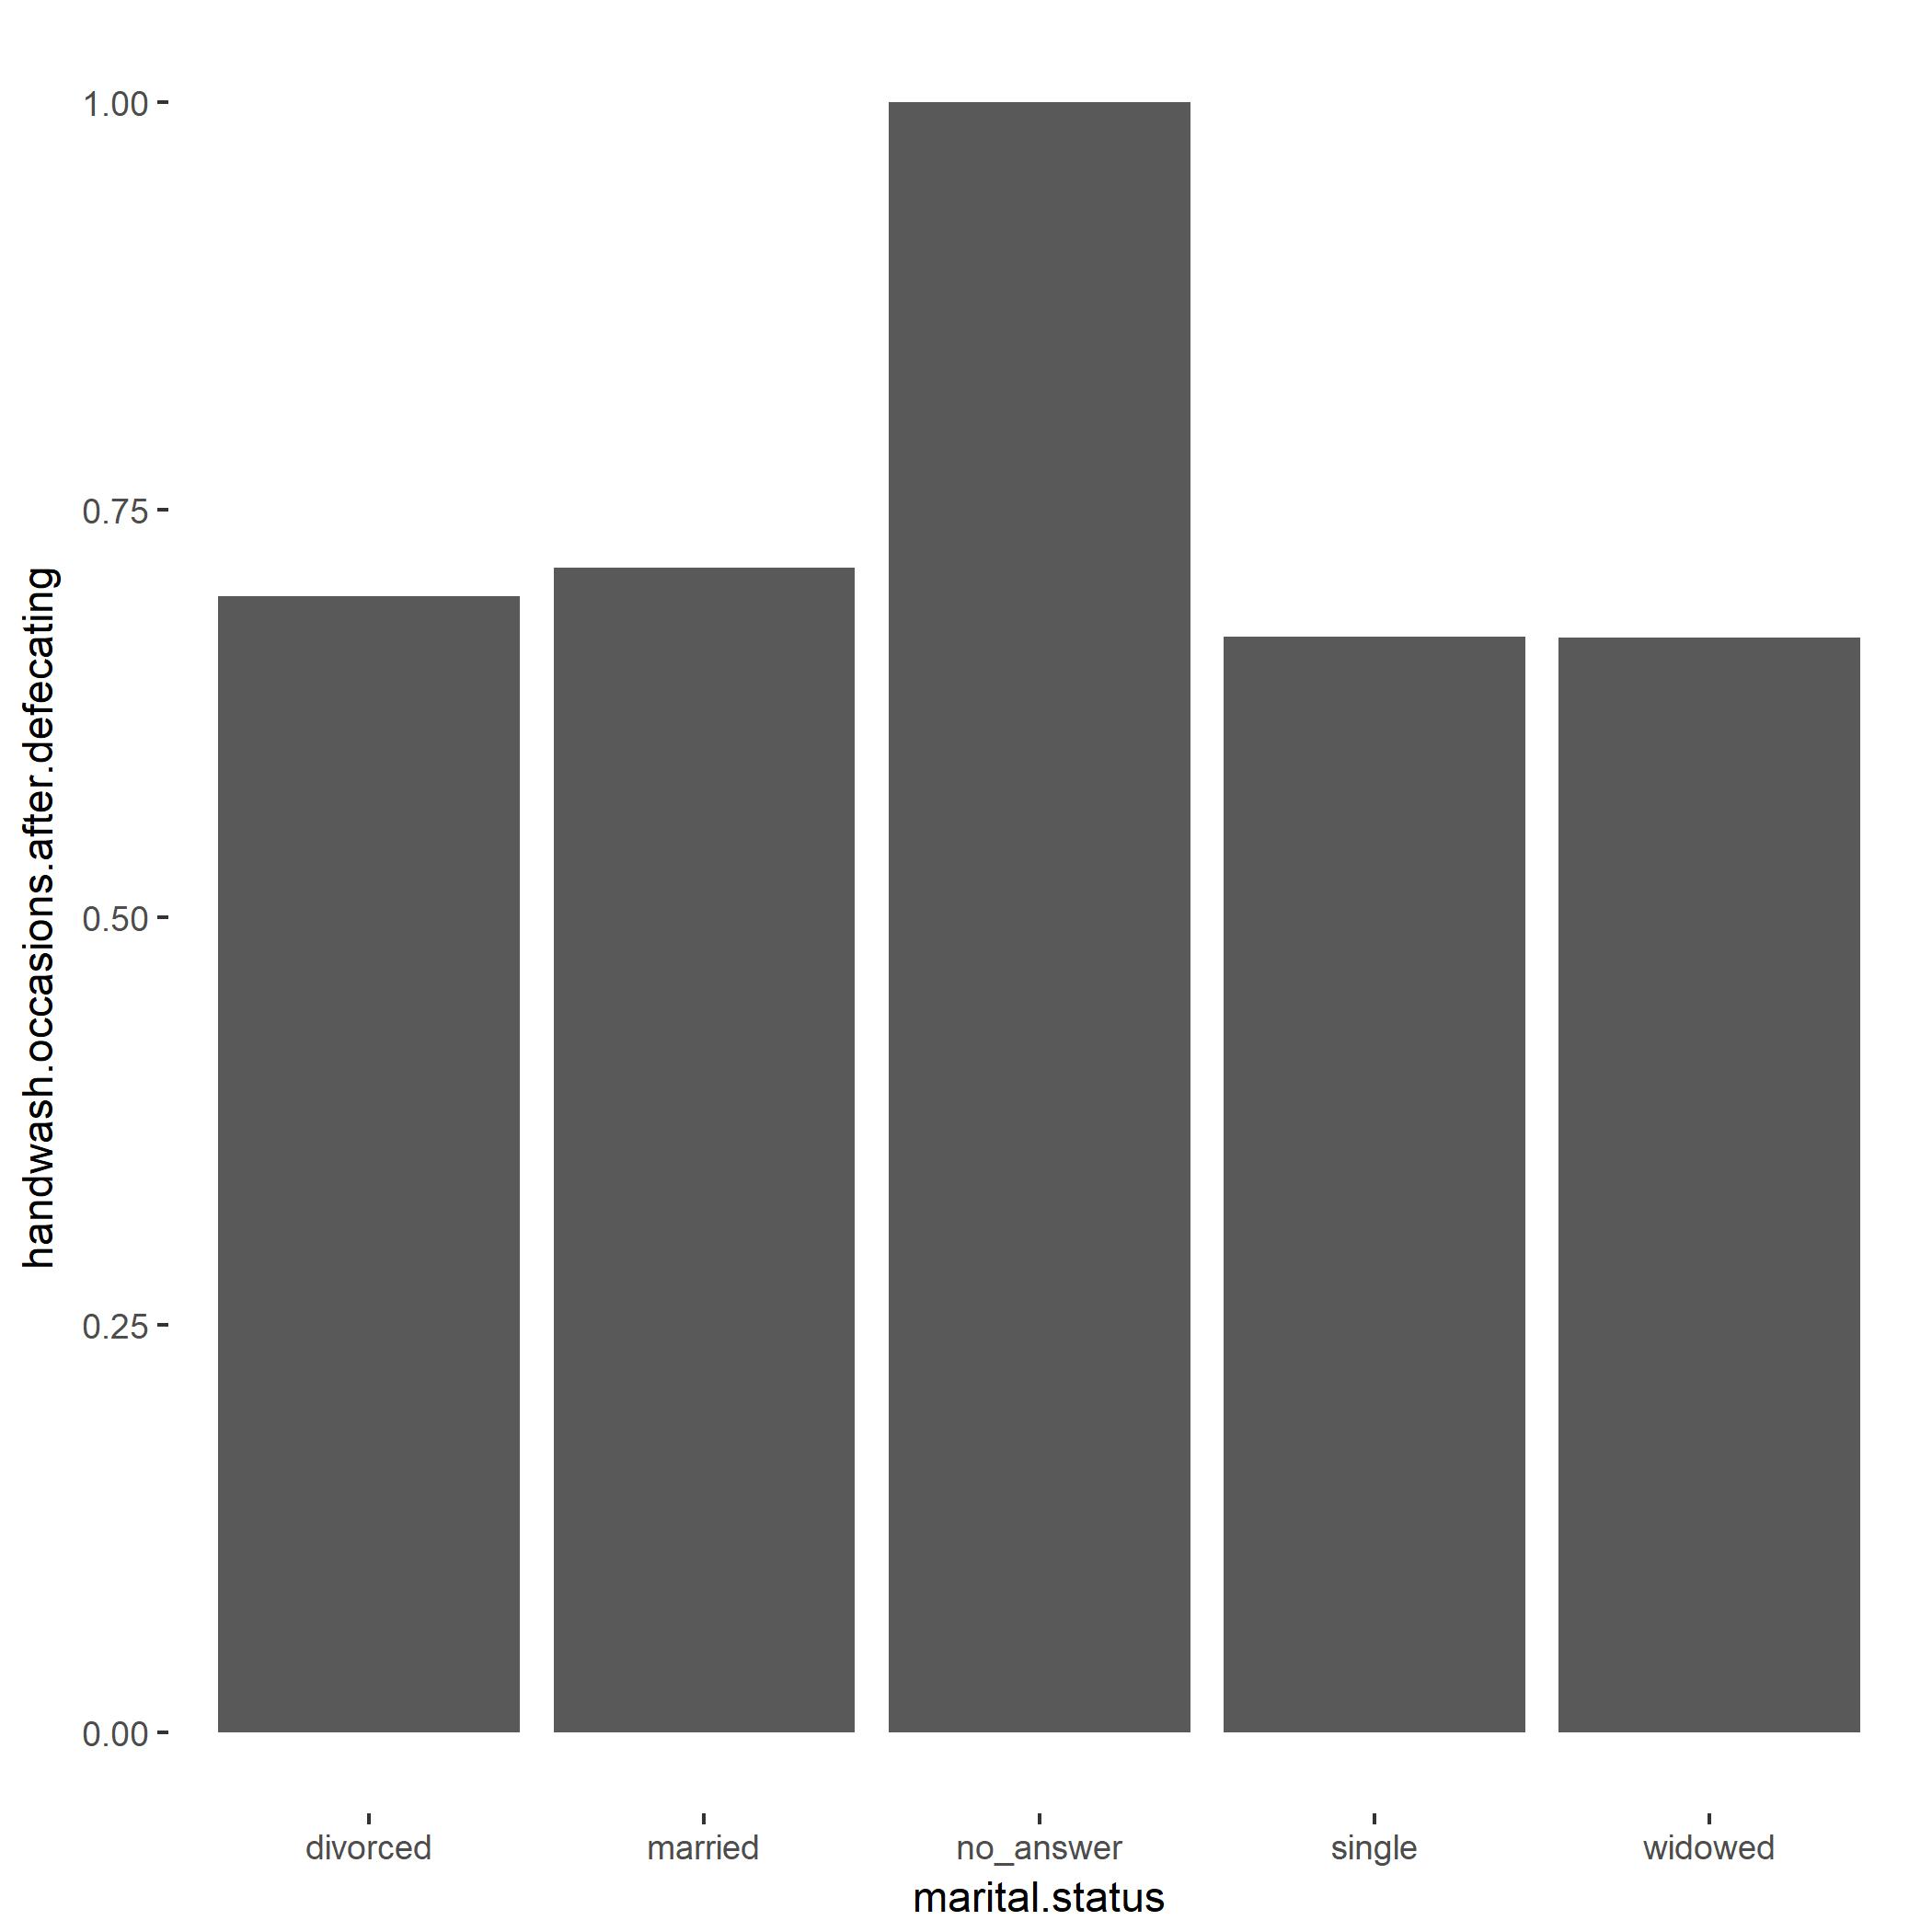 1.00
0.75
0.50
0.25
0.00
handwash.occasions.after.defecating
divorced married no_answer single widowed
marital.status